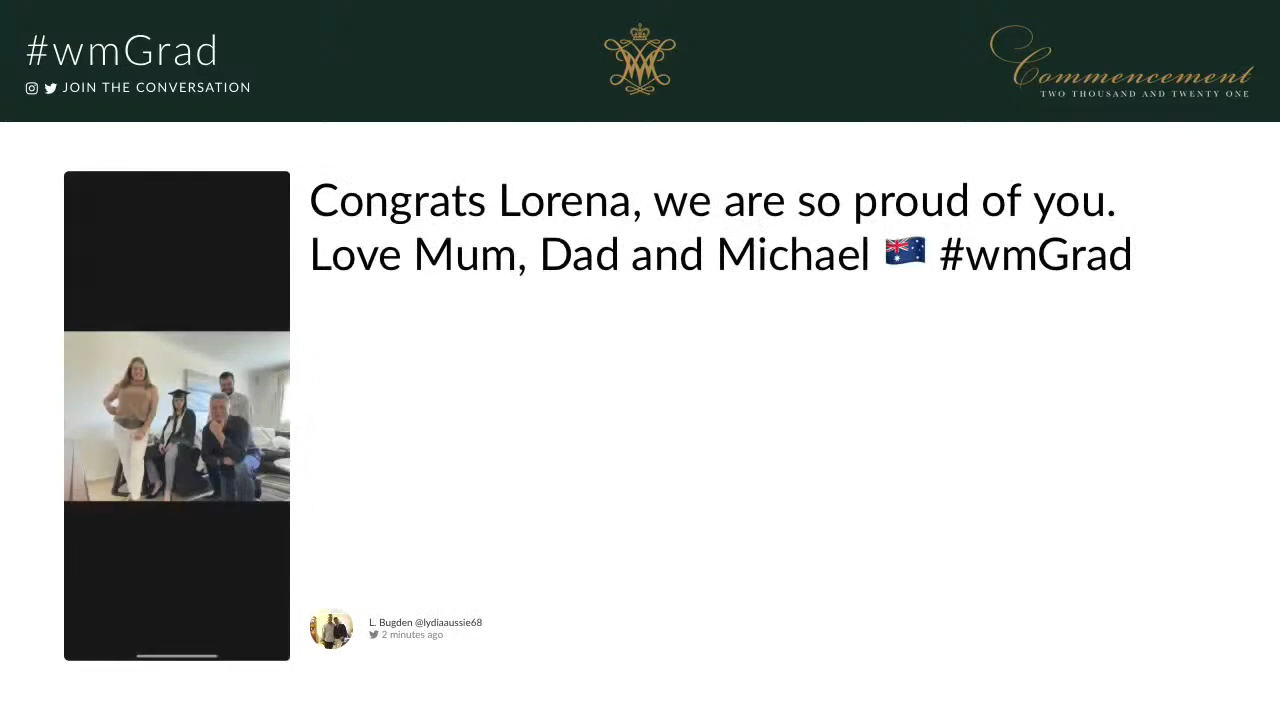 #wmGrad
JOIN THE CONVERSATION
Commencement
TWO THOUSAND AND TWENTY ONE
Congrats Lorena, we are so proud of you.
Love Mum, Dad and Michael 🇦🇺 #wmGrad
L. Bugden @lydiaaussie68
2 minutes ago